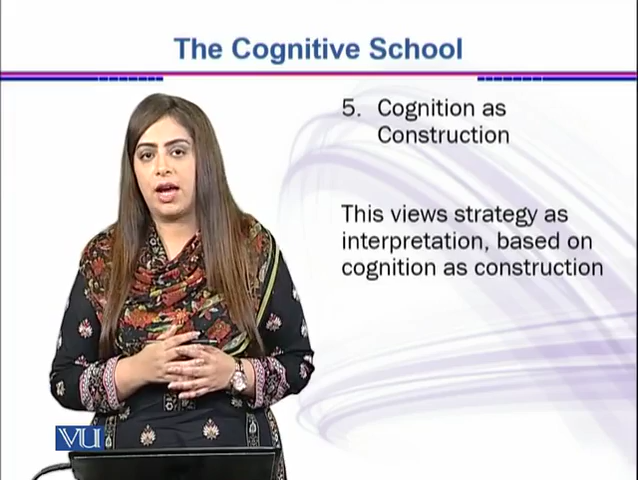 The Cognitive School
5. Cognition as
Construction
This views strategy as
interpretation, based on
cognition as construction
VU